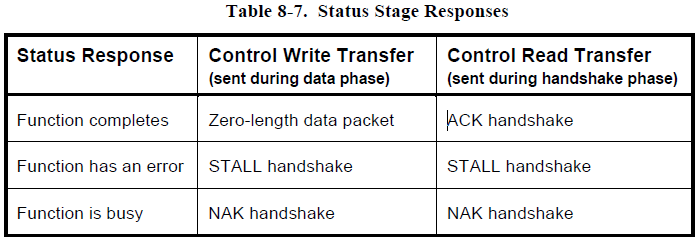 Table 8-7. Status Stage Responses
Status Response Control Write Transfer Control Read Transfer
(sent during data phase) (sent during handshake phase)
Function completes Zero-length data packet ACK handshake
Function has an error STALL handshake STALL handshake
Function is busy NAK handshake NAK handshake